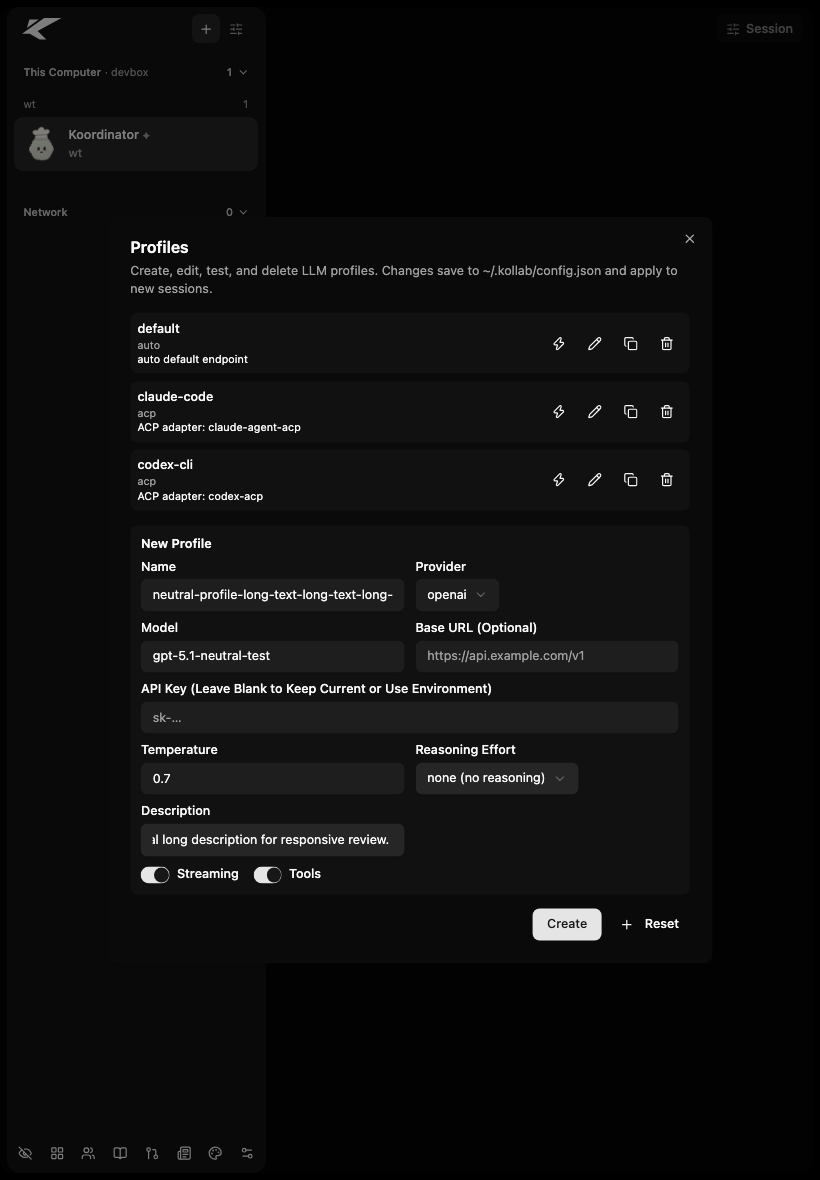 Session
This Computer · devbox 1
wt 1
Koordinator
wt
Network 0
Profiles
Create, edit, test, and delete LLM profiles. Changes save to ~/.kollab/config.json and apply to
new sessions.
default
auto
auto default endpoint
claude-code
acp
ACP adapter: claude-agent-acp
codex-cli
acp
ACP adapter: codex-acp
New Profile
Name Provider
neutral-profile-long-text-long-text-long- openai
Model Base URL (Optional)
gpt-5.1-neutral-test https://api.example.com/v1
API Key (Leave Blank to Keep Current or Use Environment)
sk-...
Temperature Reasoning Effort
0.7 none (no reasoning)
Description
al long description for responsive review.
Streaming Tools
Create Reset